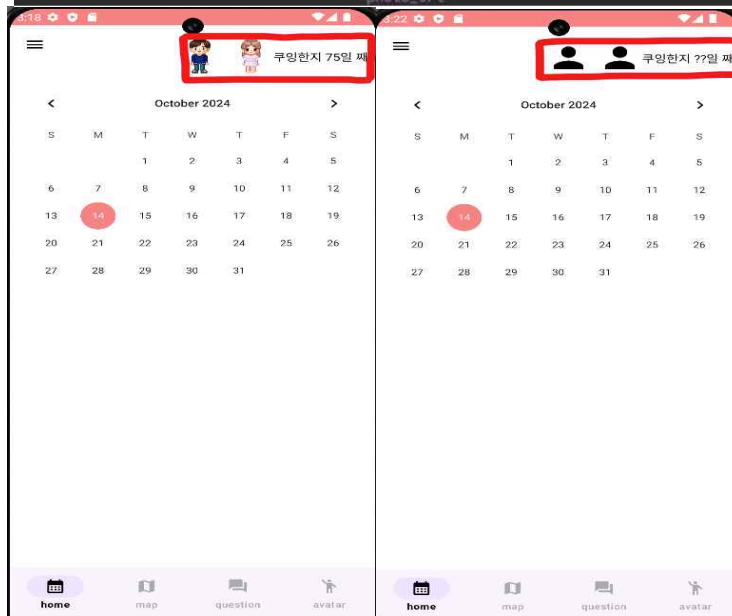 3:18
쿠잉한지 75일 째
October 2024
S M T W T F S
1 2 3 4 5
6 7 8 9 10 11 12
13 14 15 16 17 18 19
20 21 22 23 24 25 26
27 28 29 30 31
home map question avatar
3:22
쿠잉한지 ??일 째
October 2024
S M T W T F S
1 2 3 4 5
6 7 8 9 10 11 12
13 14 15 16 17 18 19
20 21 22 23 24 25 26
27 28 29 30 31
home map question avatar